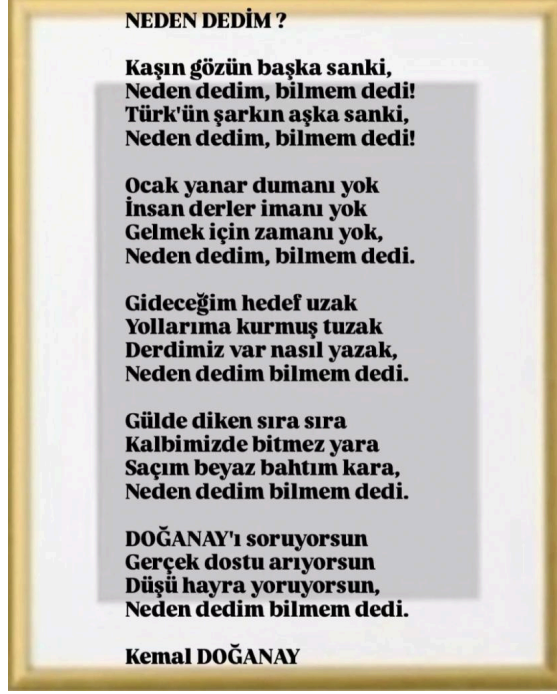 NEDEN DEDİM ?
Kaşın gözün başka sanki,
Neden dedim, bilmem dedi!
Türk'ün şarkın aşka sanki,
Neden dedim, bilmem dedi!
Ocak yanar dumanı yok
İnsan derler imanı yok
Gelmek için zamanı yok,
Neden dedim, bilmem dedi.
Gideceğim hedef uzak
Yollarıma kurmuş tuzak
Derdimiz var nasıl yazak,
Neden dedim bilmem dedi.
Gülde diken sıra sıra
Kalbimizde bitmez yara
Saçım beyaz bahtım kara,
Neden dedim bilmem dedi.
DOĞANAY'ı soruyorsun
Gerçek dostu arıyorsun
Düşü hayra yoruyorsun,
Neden dedim bilmem dedi.
Kemal DOĞANAY